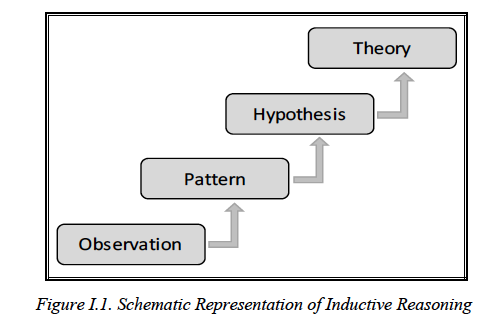 Theory
Hypothesis
Pattern
Observation
Figure I.1. Schematic Representation of Inductive Reasoning